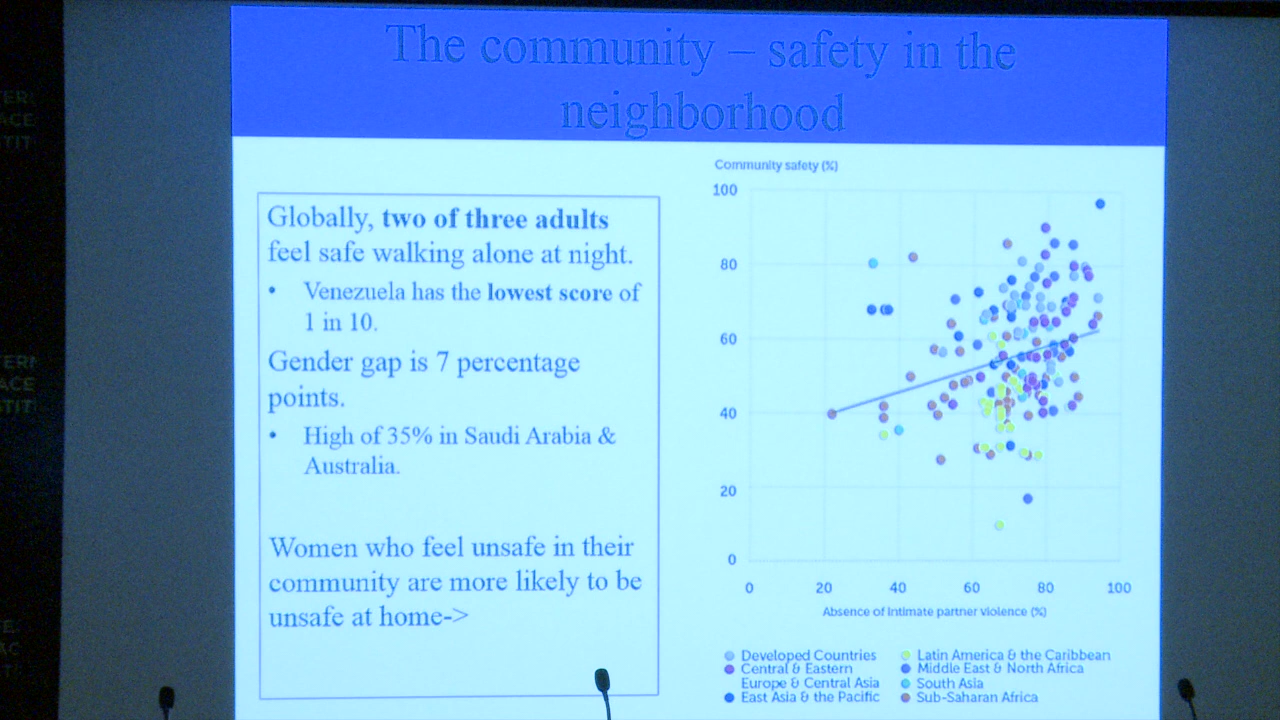 The community – safety in the
neighborhood
Globally, two of three adults
feel safe walking alone at night.
• Venezuela has the lowest score of
1 in 10.
Gender gap is 7 percentage
points.
• High of 35% in Saudi Arabia &
Australia.
Women who feel unsafe in their
community are more likely to be
unsafe at home->
Community safety (%)
100
80
60
40
20
0
0 20 40 60 80 100
Absence of intimate partner violence (%)
Developed Countries
Central & Eastern
Europe & Central Asia
East Asia & the Pacific
Latin America & the Caribbean
Middle East & North Africa
South Asia
Sub-Saharan Africa